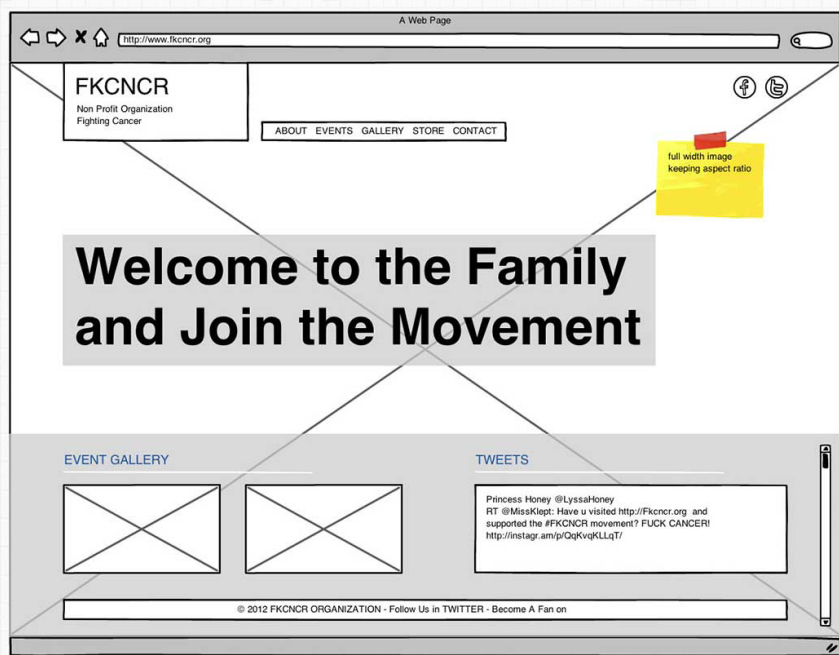 A Web Page
http://www.fkcncr.org
FKCNCR
Non Profit Organization
Fighting Cancer
ABOUT EVENTS GALLERY STORE CONTACT
full width image
keeping aspect ratio
Welcome to the Family
and Join the Movement
EVENT GALLERY
TWEETS
Princess Honey @LyssaHoney
RT @MissKlept: Have u visited http://Fkcncr.org and
supported the #FKCNCR movement? FUCK CANCER!
http://instagr.am/p/QqKvqKLLqT/
© 2012 FKCNCR ORGANIZATION - Follow Us in TWITTER - Become A Fan on